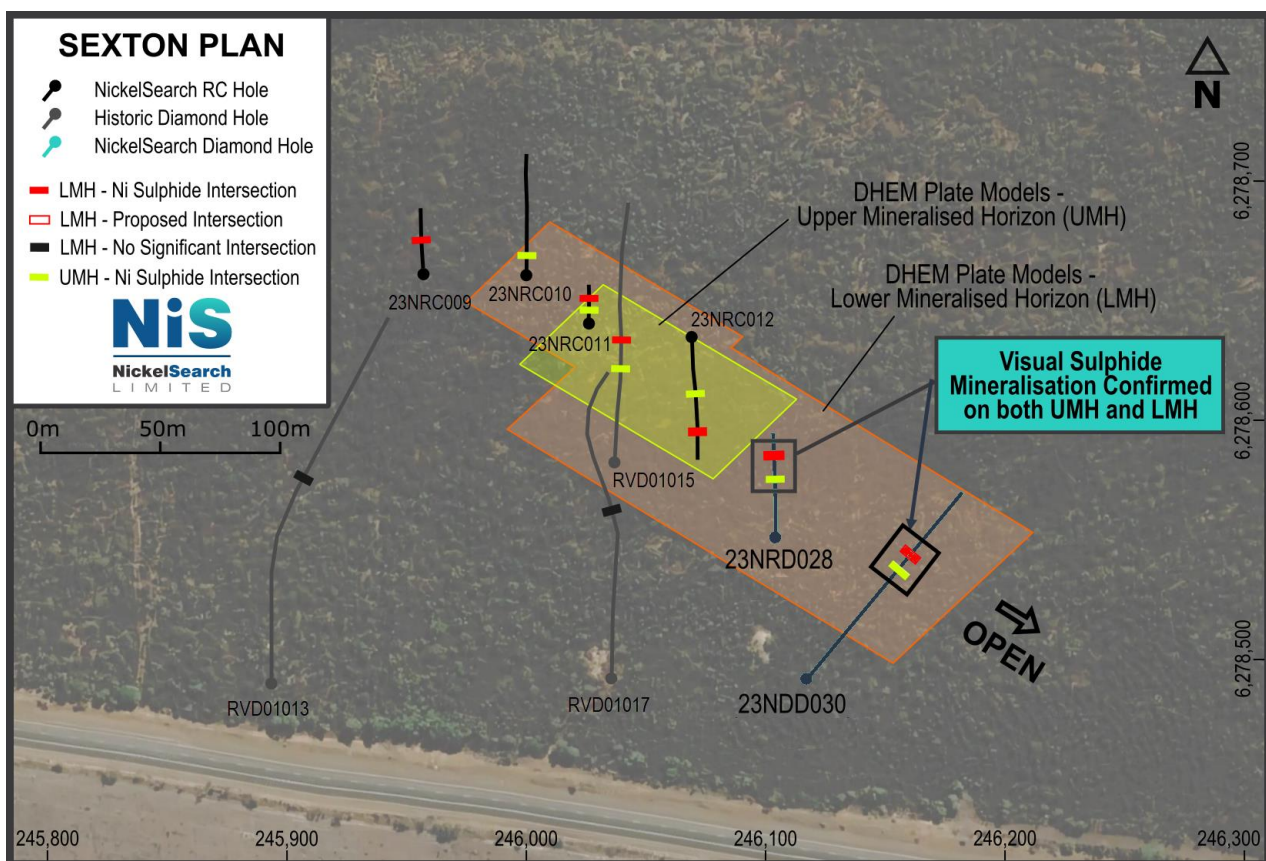 SEXTON PLAN
NickelSearch RC Hole
Historic Diamond Hole
NickelSearch Diamond Hole
LMH - Ni Sulphide Intersection
LMH - Proposed Intersection
LMH - No Significant Intersection
UMH - Ni Sulphide Intersection
NiS
NickelSearch
LIMITED
0m 50m 100m
N
DHEM Plate Models -
Upper Mineralised Horizon (UMH)
DHEM Plate Models -
Lower Mineralised Horizon (LMH)
Visual Sulphide
Mineralisation Confirmed
on both UMH and LMH
23NRC009
23NRC010
23NRC011
23NRC012
RVD01015
23NRD028
23NDD030
RVD01013
RVD01017
OPEN
6,278,700
6,278,600
6,278,500
245,800 245,900 246,000 246,100 246,200 246,300